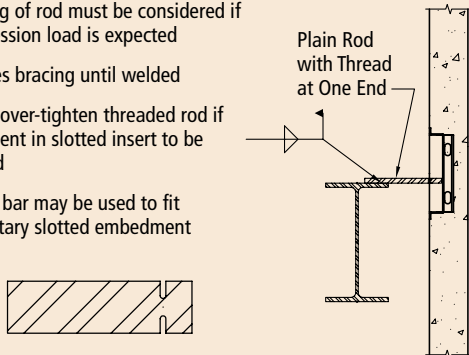 g of rod must be considered if
ssion load is expected
es bracing until welded
over-tighten threaded rod if
ent in slotted insert to be
d
bar may be used to fit
tary slotted embedment
Plain Rod
with Thread
at One End